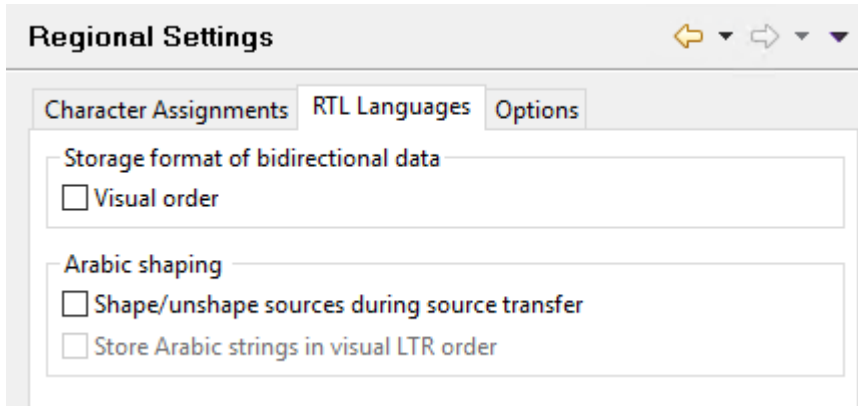 Regional Settings
Character Assignments RTL Languages Options
Storage format of bidirectional data
Visual order
Arabic shaping
Shape/unshape sources during source transfer
Store Arabic strings in visual LTR order